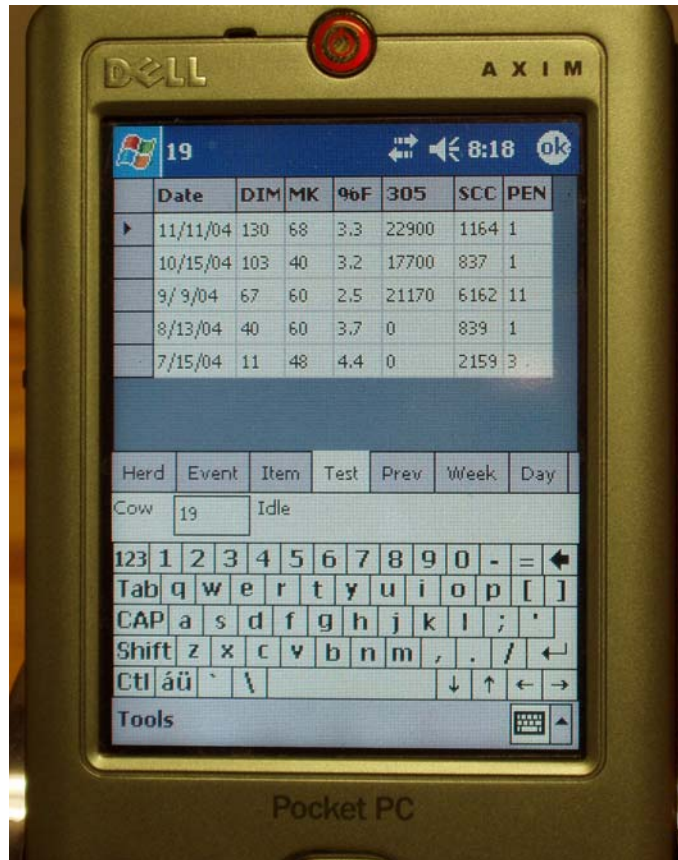 DELL AXIM
19 8:18 ok
Date DIM MK %F 305 SCC PEN
11/11/04 130 68 3.3 22900 1164 1
10/15/04 103 40 3.2 17700 837 1
9/ 9/04 67 60 2.5 21170 6162 11
8/13/04 40 60 3.7 0 839 1
7/15/04 11 48 4.4 0 2159 3
Herd Event Item Test Prev Week Day
Cow 19 Idle
123 1 2 3 4 5 6 7 8 9 0 - =
Tab q w e r t y u i o p [ ]
CAP a s d f g h j k l ; '
Shift z x c v b n m , . /
Ctl áü ` \ ↓ ↑ ← →
Tools
Pocket PC